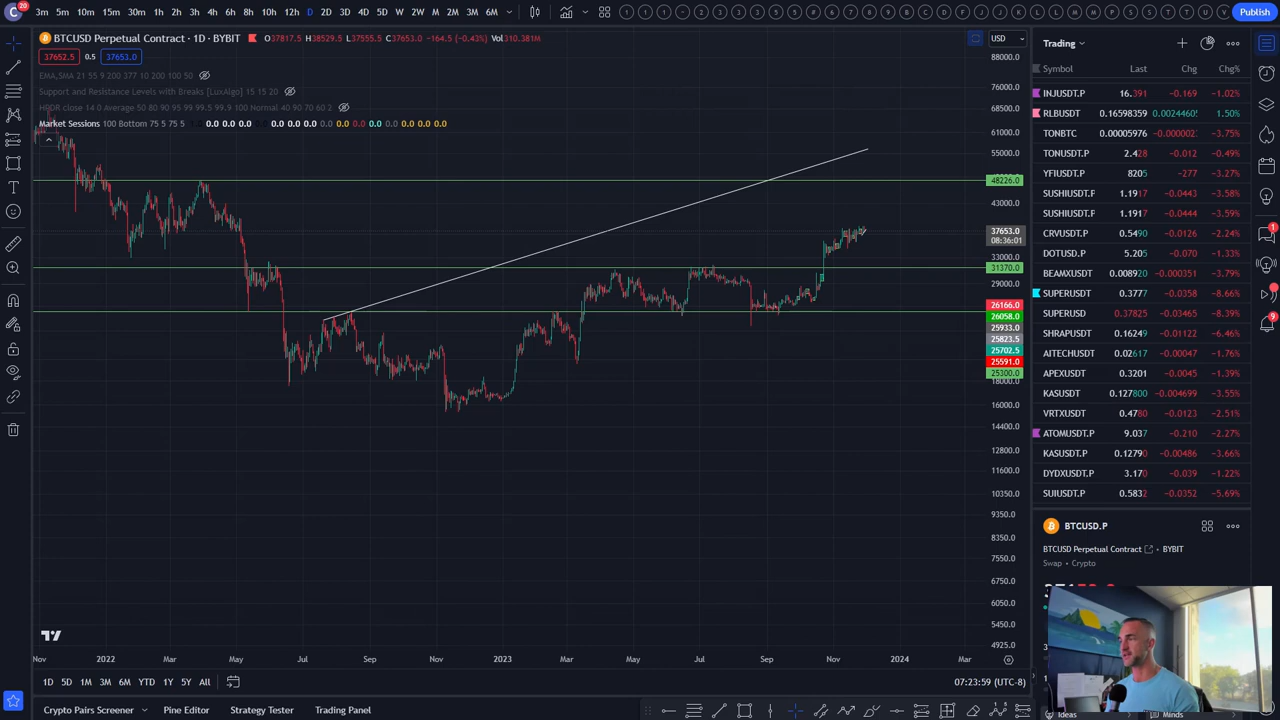 C 20 3m 5m 10m 15m 30m 1h 2h 3h 4h 6h 8h 10h 12h D 2D 3D 4D 5D W 2W M 2M 3M 6M Publish
BTCUSD Perpetual Contract · 1D · BYBIT O37817.5 H38529.5 L37555.5 C37653.0 −164.5 (−0.43%) Vol310.381M USD
37652.5 0.5 37653.0
EMA,SMA 21 55 9 200 377 10 200 100 50
Support and Resistance Levels with Breaks [LuxAlgo] 15 15 20
HPDR close 14 0 Average 50 80 90 95 99 99.5 99.9 100 Normal 40 90 70 60 2
Market Sessions 100 Bottom 75 5 75.5 0.0 0.0 0.0 0.0 0.0 0.0 0.0 0.0 0.0 0.0 0.0
88000.0
76000.0
68500.0
61000.0
55000.0
48226.0
43000.0
37653.0
08:36:01
33000.0
31370.0
29000.0
26166.0
26058.0
25933.0
25823.5
25702.5
25591.0
25300.0
18000.0
16000.0
14400.0
12800.0
11600.0
10350.0
9350.0
8350.0
7550.0
6750.0
6050.0
5450.0
4925.0
Nov 2022 Mar May Jul Sep Nov 2023 Mar May Jul Sep Nov 2024 Mar
1D 5D 1M 3M 6M YTD 1Y 5Y All
07:23:59 (UTC-8)
Crypto Pairs Screener Pine Editor Strategy Tester Trading Panel
Trading
Symbol Last Chg Chg%
INJUSDT.P 16.391 −0.169 −1.02%
RLBUSDT 0.16598359 0.0024460 1.50%
TONBTC 0.00005976 −0.000002 −3.75%
TONUSDT.P 2.428 −0.012 −0.49%
YFIUSDT.P 8205 −277 −3.27%
SUSHIUSDT.P 1.1917 −0.0443 −3.58%
SUSHIUSDT.P 1.1917 −0.0444 −3.59%
CRVUSDT.P 0.5490 −0.0126 −2.24%
DOTUSD.P 5.205 −0.070 −1.33%
BEAMXUSDT 0.008920 −0.000351 −3.79%
SUPERUSDT 0.3777 −0.0358 −8.66%
SUPERUSD 0.37825 −0.03465 −8.39%
SHRAPUSDT 0.16249 −0.01122 −6.46%
AITECHUSDT 0.02617 −0.00047 −1.76%
APEXUSDT 0.3201 −0.0045 −1.39%
KASUSDT 0.127800 −0.004699 −3.55%
VRTXUSDT 0.4780 −0.0123 −2.51%
ATOMUSDT.P 9.037 −0.210 −2.27%
KASUSDT.P 0.12790 −0.00486 −3.66%
DYDXUSDT.P 3.170 −0.039 −1.22%
SUIUSDT.P 0.5832 −0.0352 −5.69%
BTCUSD.P
BTCUSD Perpetual Contract · BYBIT
Swap · Crypto
Ideas Minds
1
9